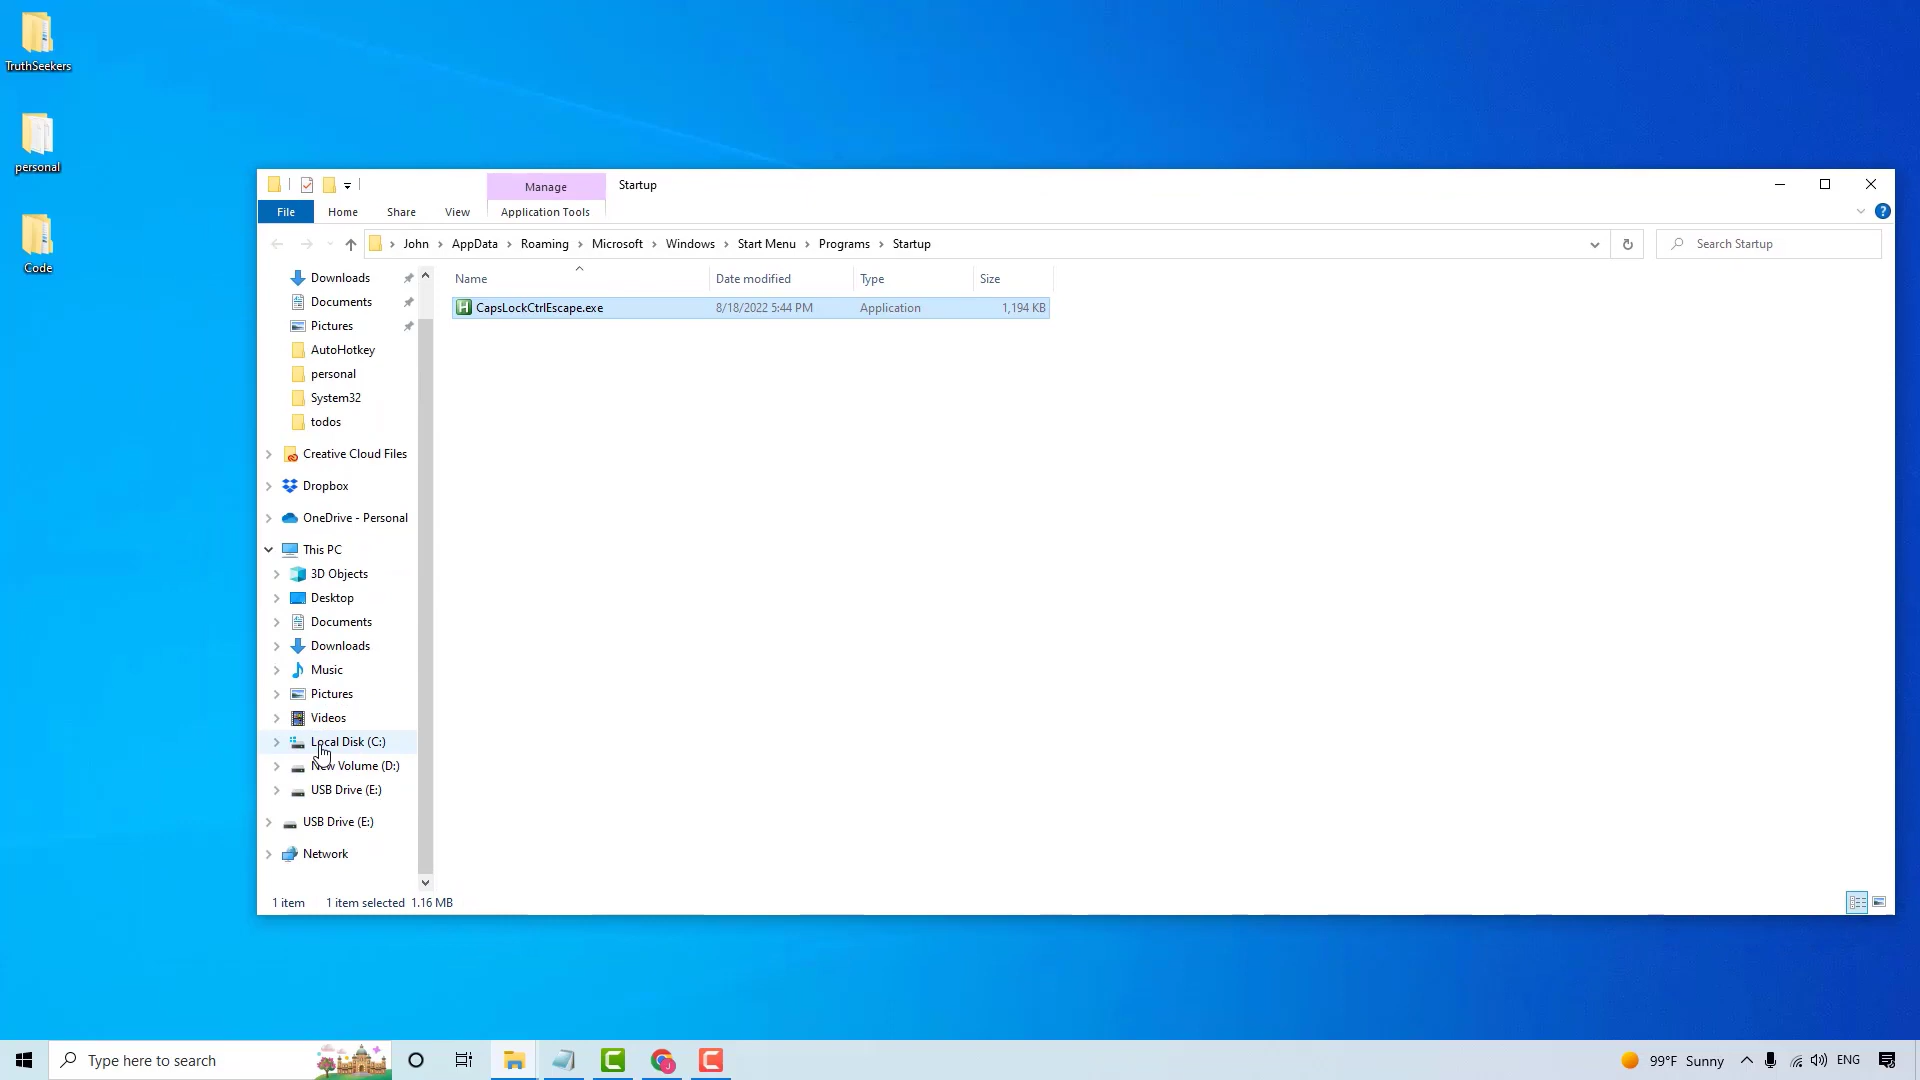 TruthSeekers
personal
Code
Manage
Startup
File
Home
Share
View
Application Tools
John
AppData
Roaming
Microsoft
Windows
Start Menu
Programs
Startup
Search Startup
Name
Date modified
Type
Size
CapsLockCtrlEscape.exe
8/18/2022 5:44 PM
Application
1,194 KB
Downloads
Documents
Pictures
AutoHotkey
personal
System32
todos
Creative Cloud Files
Dropbox
OneDrive - Personal
This PC
3D Objects
Desktop
Documents
Downloads
Music
Pictures
Videos
Local Disk (C:)
New Volume (D:)
USB Drive (E:)
USB Drive (E:)
Network
1 item
1 item selected 1.16 MB
Type here to search
99°F Sunny
ENG